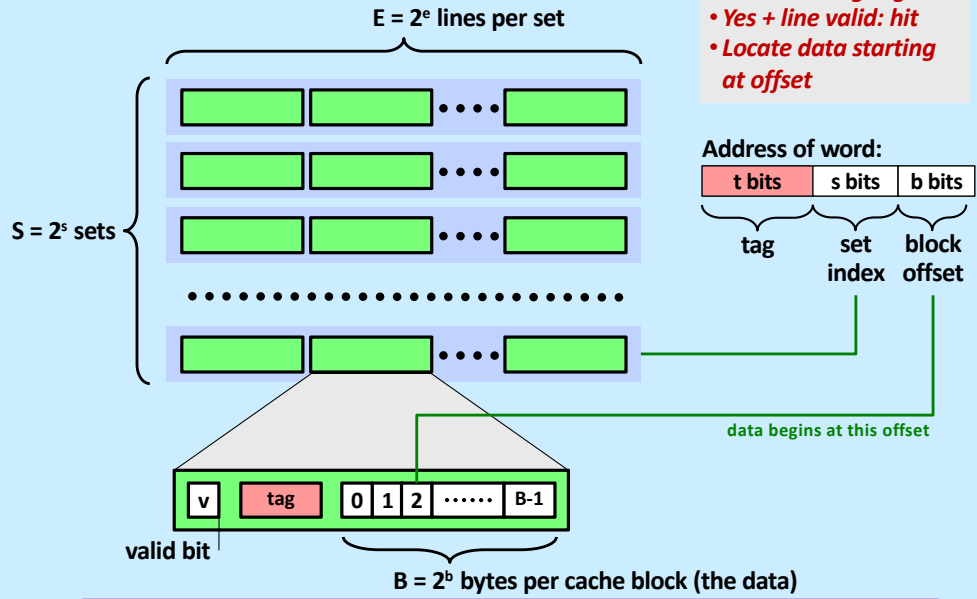 E = 2ᵉ lines per set
• Yes + line valid: hit
• Locate data starting
at offset
Address of word:
t bits s bits b bits
S = 2ˢ sets
tag set block
index offset
data begins at this offset
v tag 0 1 2 ...... B-1
valid bit
B = 2ᵇ bytes per cache block (the data)